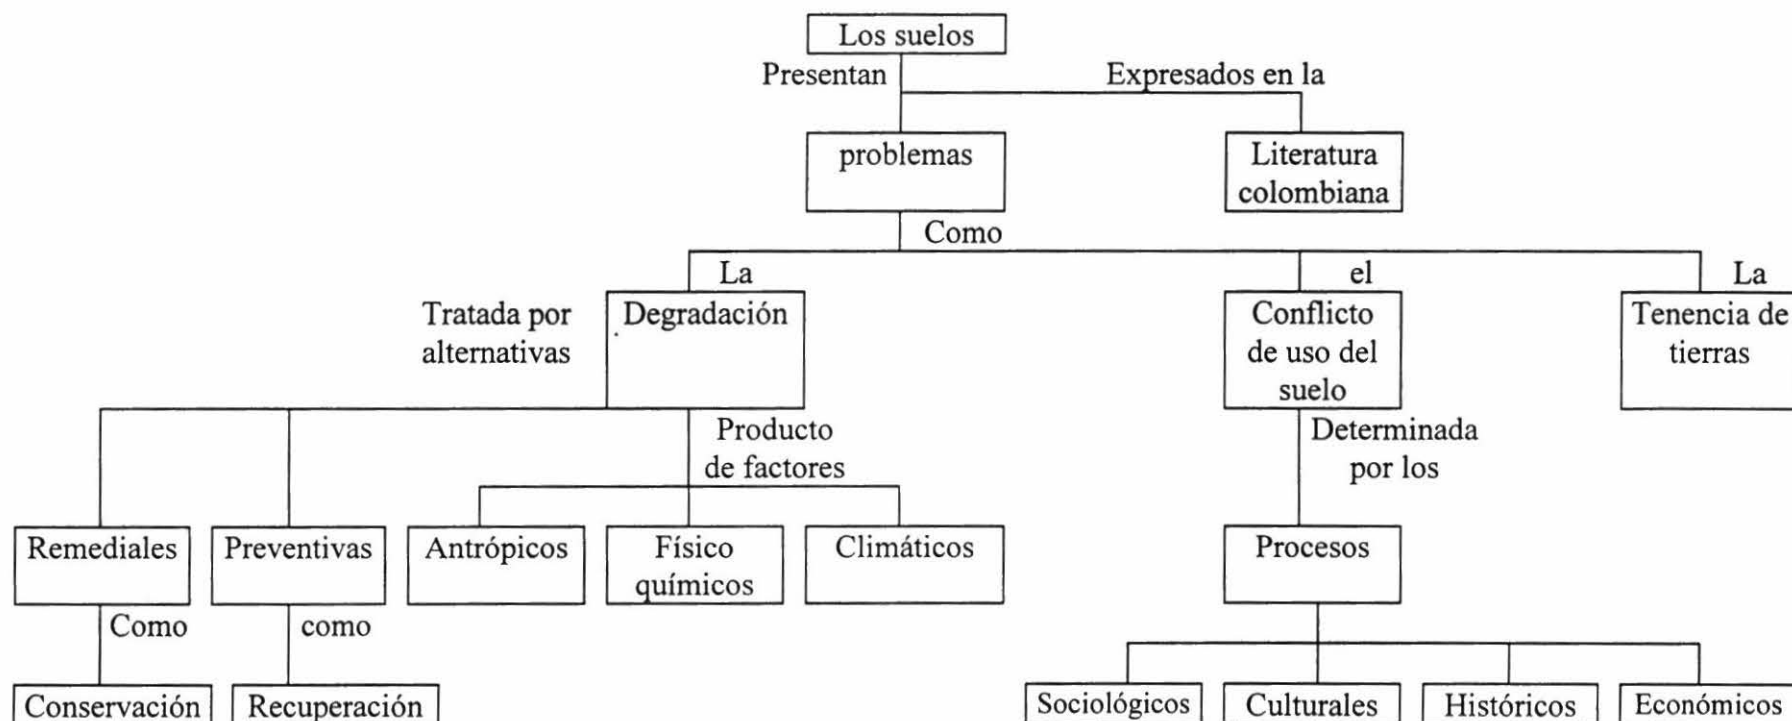 Los suelos
Presentan
Expresados en la
problemas
Literatura
colombiana
Como
La
el
La
Tratada por
alternativas
Degradación
Conflicto
de uso del
suelo
Tenencia de
tierras
Producto
de factores
Determinada
por los
Remediales
Preventivas
Antrópicos
Físico
químicos
Climáticos
Procesos
Como
como
Conservación
Recuperación
Sociológicos
Culturales
Históricos
Económicos